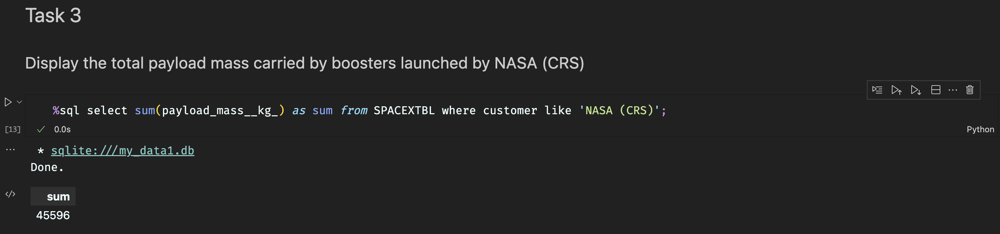 Task 3
Display the total payload mass carried by boosters launched by NASA (CRS)
%sql select sum(payload_mass__kg_) as sum from SPACEXTBL where customer like 'NASA (CRS)';
[13]
0.0s
Python
* sqlite:///my_data1.db
Done.
sum
45596